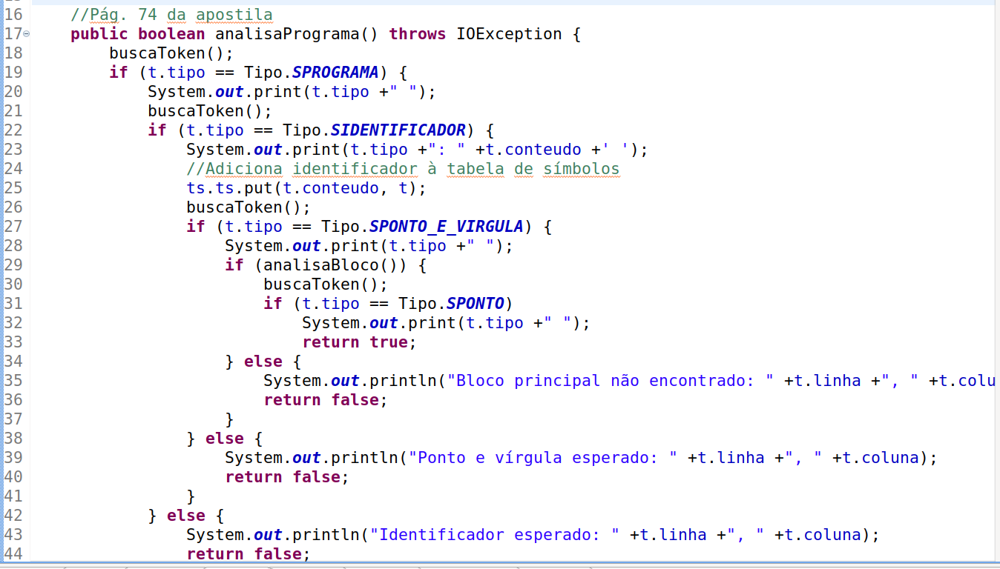 16 //Pág. 74 da apostila
17 public boolean analisaPrograma() throws IOException {
18 buscaToken();
19 if (t.tipo == Tipo.SPROGRAMA) {
20 System.out.print(t.tipo +" ");
21 buscaToken();
22 if (t.tipo == Tipo.SIDENTIFICADOR) {
23 System.out.print(t.tipo +": " +t.conteudo +' ');
24 //Adiciona identificador à tabela de símbolos
25 ts.ts.put(t.conteudo, t);
26 buscaToken();
27 if (t.tipo == Tipo.SPONTO_E_VIRGULA) {
28 System.out.print(t.tipo +" ");
29 if (analisaBloco()) {
30 buscaToken();
31 if (t.tipo == Tipo.SPONTO)
32 System.out.print(t.tipo +" ");
33 return true;
34 } else {
35 System.out.println("Bloco principal não encontrado: " +t.linha +", " +t.colu
36 return false;
37 }
38 } else {
39 System.out.println("Ponto e vírgula esperado: " +t.linha +", " +t.coluna);
40 return false;
41 }
42 } else {
43 System.out.println("Identificador esperado: " +t.linha +", " +t.coluna);
44 return false;